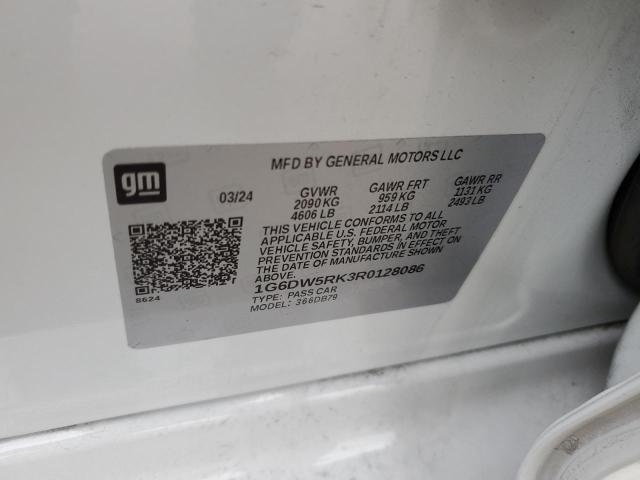 MFD BY GENERAL MOTORS LLC
gm
03/24 GVWR GAWR FRT GAWR RR
2090 KG 959 KG 1131 KG
4606 LB 2114 LB 2493 LB
THIS VEHICLE CONFORMS TO ALL
APPLICABLE U.S. FEDERAL MOTOR
VEHICLE SAFETY, BUMPER, AND THEFT
PREVENTION STANDARDS IN EFFECT
ON THE DATE OF MANUFACTURE SHOWN
ABOVE.
1G6DW5RK3R0128086
TYPE: PASS CAR
MODEL: 366DB79
8624